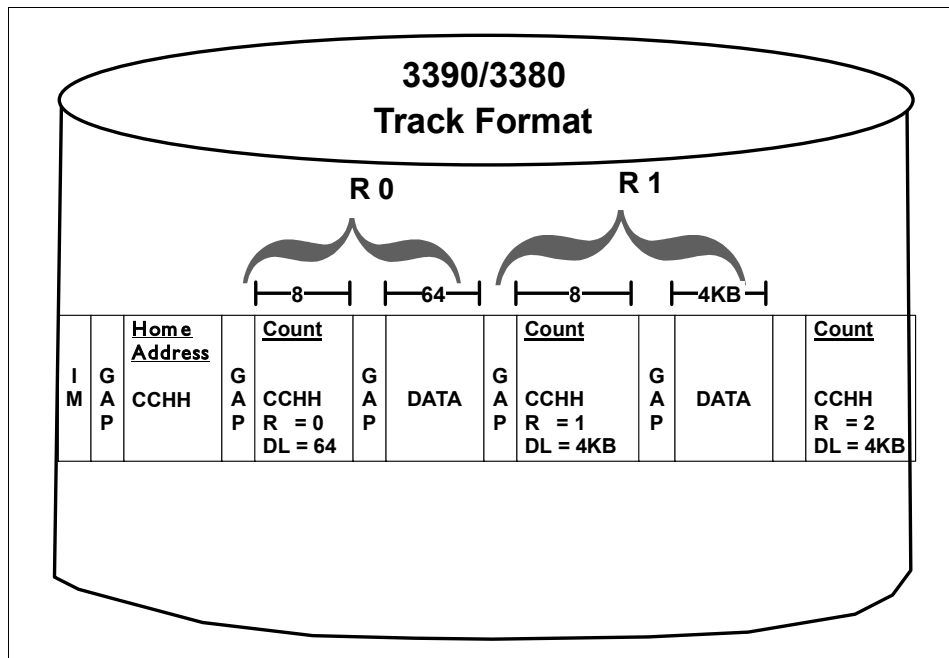 3390/3380
Track Format
R 0
R 1
8
64
8
4KB
I
M
G
A
P
Home
Address
CCHH
G
A
P
Count
CCHH
R = 0
DL = 64
G
A
P
DATA
G
A
P
Count
CCHH
R = 1
DL = 4KB
G
A
P
DATA
Count
CCHH
R = 2
DL = 4KB